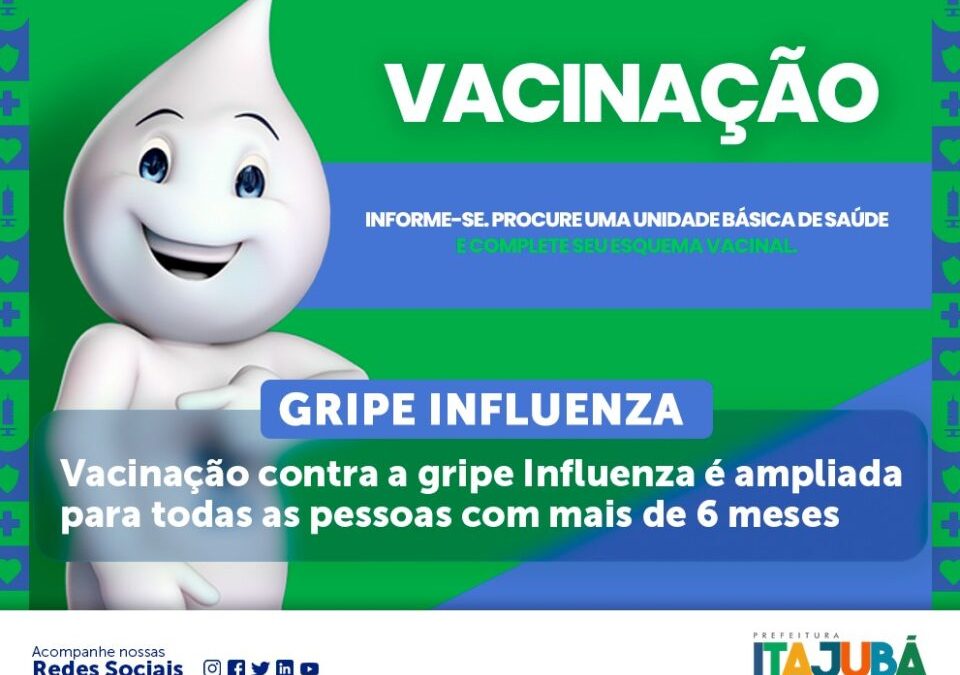 VACINAÇÃO
INFORME-SE. PROCURE UMA UNIDADE BÁSICA DE SAÚDE
E COMPLETE SEU ESQUEMA VACINAL.
GRIPE INFLUENZA
Vacinação contra a gripe Influenza é ampliada
para todas as pessoas com mais de 6 meses
Acompanhe nossas
Redes Sociais
PREFEITURA
ITAJUBÁ